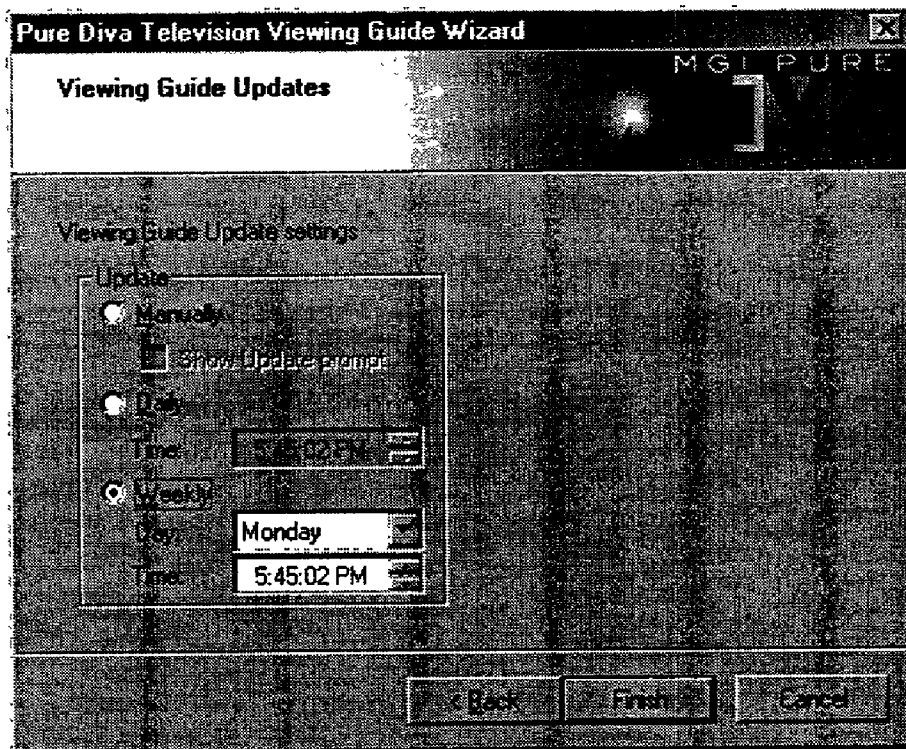 Pure Diva Television Viewing Guide Wizard
MGI PURE
Viewing Guide Updates
Viewing Guide Update settings
Update
Manually
Show Update prompt
Daily
Time: 5:45:02 PM
Weekly
Day: Monday
Time: 5:45:02 PM
< Back Finish Cancel